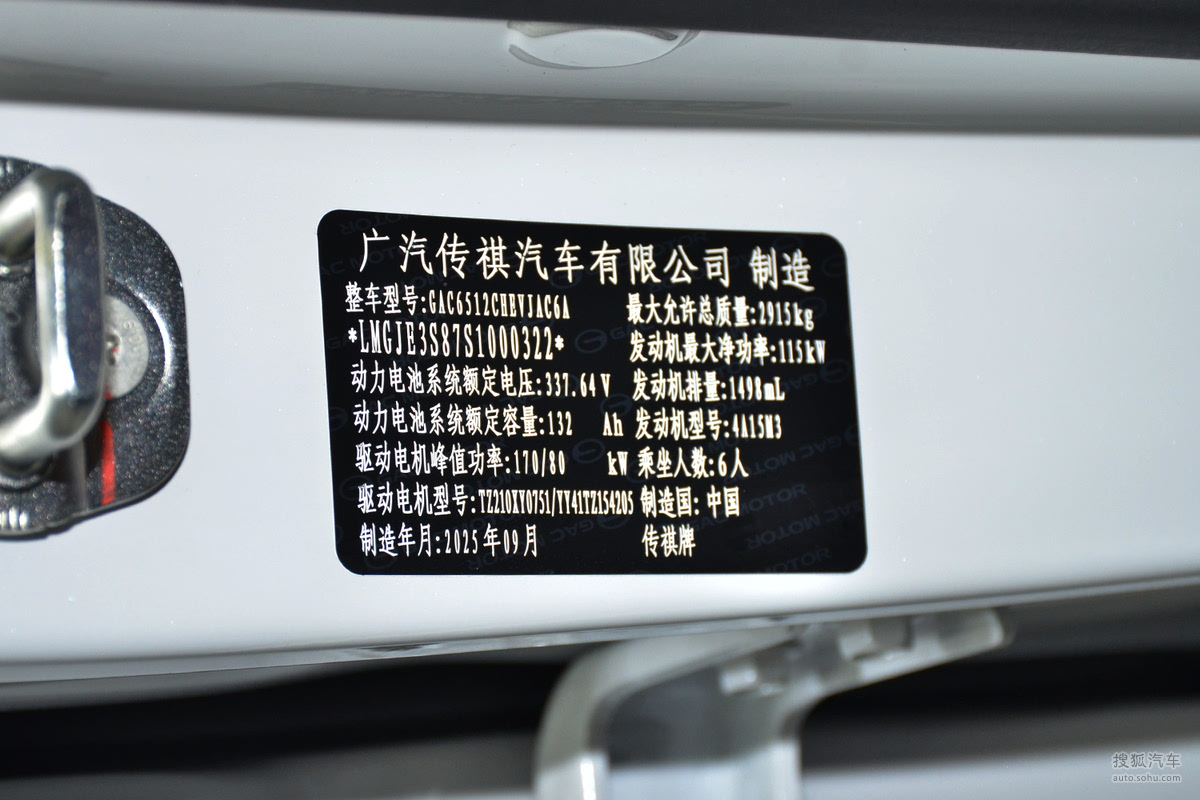 广汽传祺汽车有限公司 制造
整车型号:GAC6512CHEVJAC6A 最大允许总质量:2915kg
*LMGJE3S87S1000322* 发动机最大净功率:115kW
动力电池系统额定电压:337.64V 发动机排量:1498mL
动力电池系统额定容量:132 Ah 发动机型号:4A15M3
驱动电机峰值功率:170/80 kW 乘坐人数:6人
驱动电机型号:TZ210XY0751/YY41TZ154205 制造国:中国
制造年月:2025年09月 传祺牌
GAC MOTOR
搜狐汽车
auto.sohu.com